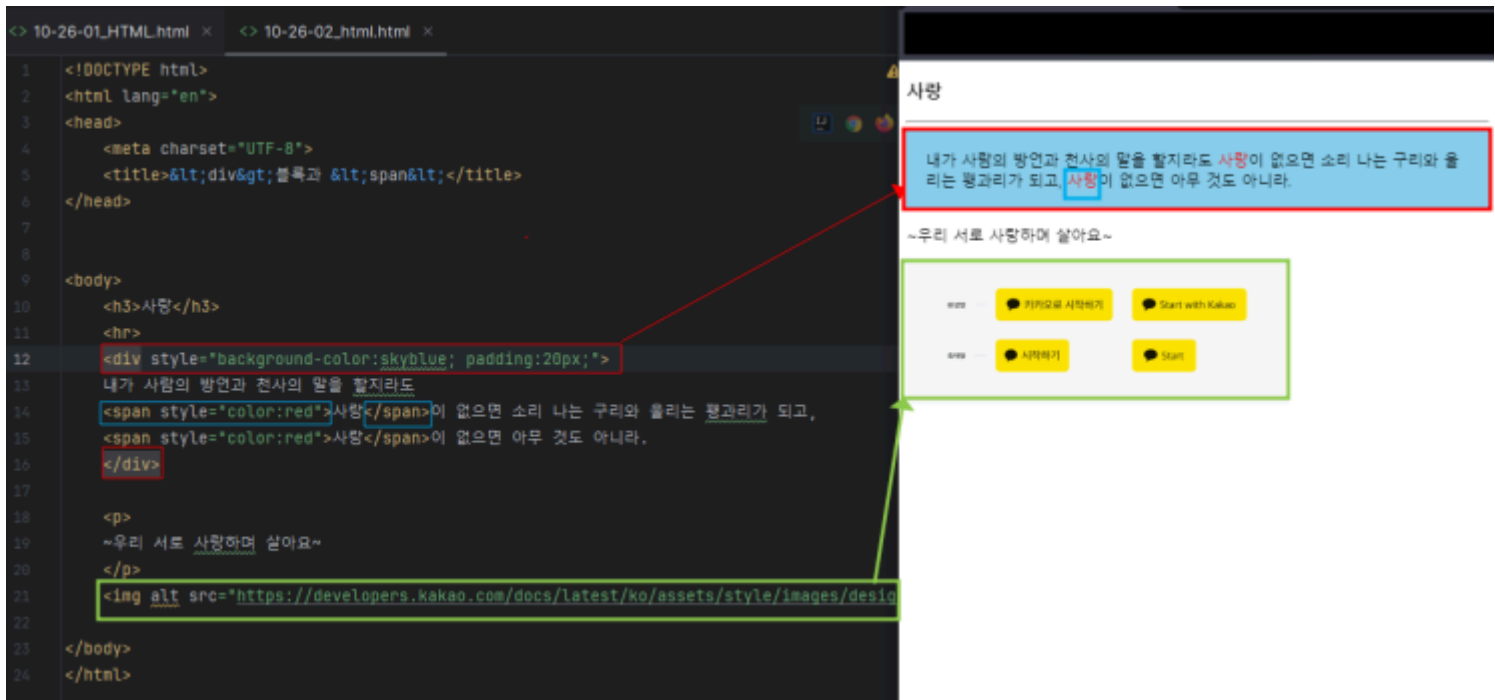 <> 10-26-01_HTML.html ×
<> 10-26-02_html.html ×
1 <!DOCTYPE html>
2 <html lang="en">
3 <head>
4 <meta charset="UTF-8">
5 <title>&lt;div&gt;블록과 &lt;span&lt;</title>
6 </head>
7
8
9 <body>
10 <h3>사랑</h3>
11 <hr>
12 <div style="background-color:skyblue; padding:20px;">
13 내가 사람의 방언과 천사의 말을 할지라도
14 <span style="color:red">사랑</span>이 없으면 소리 나는 구리와 울리는 꽹과리가 되고,
15 <span style="color:red">사랑</span>이 없으면 아무 것도 아니라.
16 </div>
17
18 <p>
19 ~우리 서로 사랑하며 살아요~
20 </p>
21 <img alt src="https://developers.kakao.com/docs/latest/ko/assets/style/images/desig
22
23 </body>
24 </html>
사랑
내가 사람의 방언과 천사의 말을 할지라도 사랑이 없으면 소리 나는 구리와 울
리는 꽹과리가 되고, 사랑이 없으면 아무 것도 아니라.
~우리 서로 사랑하며 살아요~
카카오로 시작하기
Start with Kakao
시작하기
Start